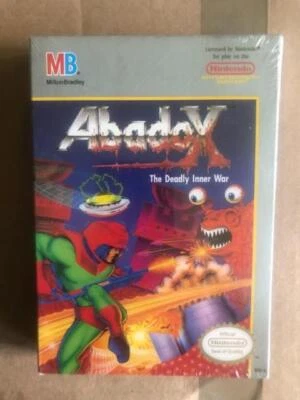 MB
MiltonBradley
Licensed by Nintendo
for play on the
Nintendo
AbadoX
The Deadly Inner War
Official
Nintendo
Seal of Quality